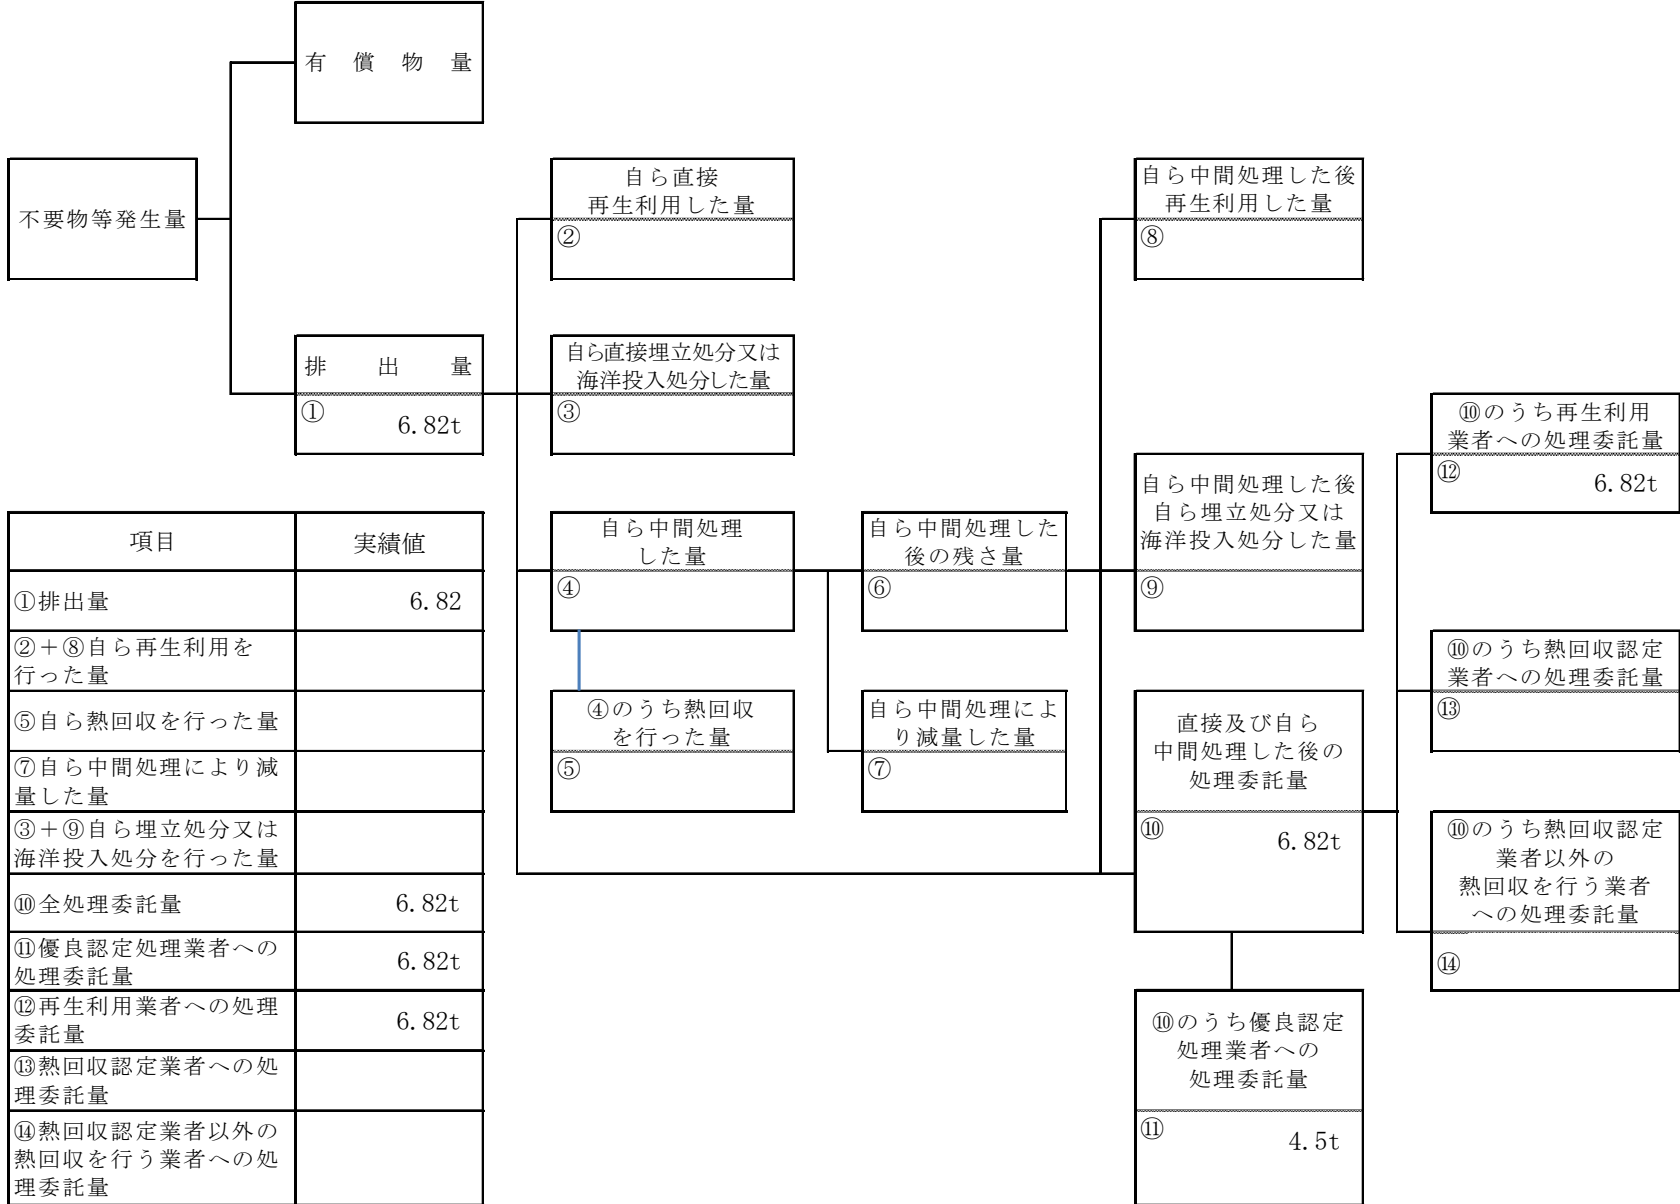 有償物量
不要物等発生量
自ら直接
再生利用した量
②
自ら中間処理した後
再生利用した量
⑧
排出量
①
6.82t
自ら直接埋立処分又は
海洋投入処分した量
③
⑩のうち再生利用
業者への処理委託量
⑫
6.82t
自ら中間処理した後
自ら埋立処分又は
海洋投入処分した量
⑨
自ら中間処理
した量
④
自ら中間処理した
後の残さ量
⑥
⑩のうち熱回収認定
業者への処理委託量
⑬
④のうち熱回収
を行った量
⑤
自ら中間処理によ
り減量した量
⑦
直接及び自ら
中間処理した後の
処理委託量
⑩
6.82t
⑩のうち熱回収認定
業者以外の
熱回収を行う業者
への処理委託量
⑭
⑩のうち優良認定
処理業者への
処理委託量
⑪
4.5t
項目 実績値
①排出量 6.82
②＋⑧自ら再生利用を
行った量
⑤自ら熱回収を行った量
⑦自ら中間処理により減
量した量
③＋⑨自ら埋立処分又は
海洋投入処分を行った量
⑩全処理委託量 6.82t
⑪優良認定処理業者への
処理委託量 6.82t
⑫再生利用業者への処理
委託量 6.82t
⑬熱回収認定業者への処
理委託量
⑭熱回収認定業者以外の
熱回収を行う業者への処
理委託量